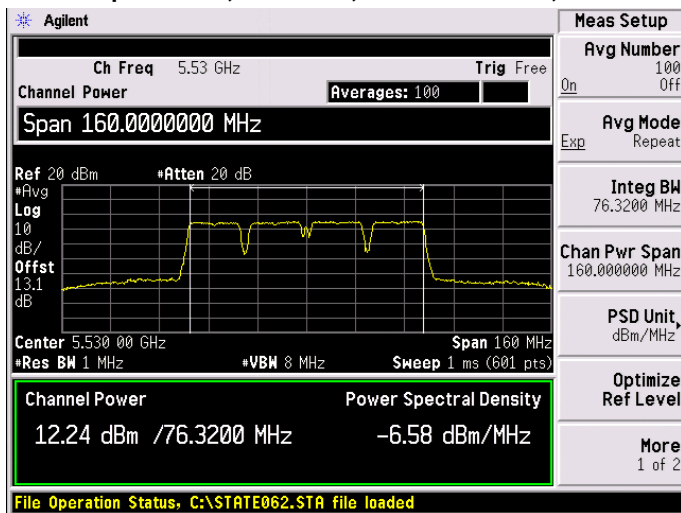 Agilent
Ch Freq 5.53 GHz Trig Free
Channel Power Averages: 100
Span 160.0000000 MHz
Ref 20 dBm #Atten 20 dB
#Avg
Log
10
dB/
Offst
13.1
dB
Center 5.530 00 GHz Span 160 MHz
#Res BW 1 MHz #VBW 8 MHz Sweep 1 ms (601 pts)
Channel Power Power Spectral Density
12.24 dBm /76.3200 MHz -6.58 dBm/MHz
File Operation Status, C:\STATE062.STA file loaded
Meas Setup
Avg Number
100
On Off
Avg Mode
Exp Repeat
Integ BW
76.3200 MHz
Chan Pwr Span
160.000000 MHz
PSD Unit
dBm/MHz
Optimize
Ref Level
More
1 of 2